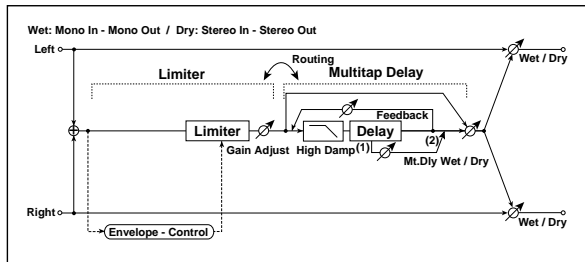 Wet: Mono In - Mono Out / Dry: Stereo In - Stereo Out
Left
Wet / Dry
Routing
Limiter
Multitap Delay
Feedback
Limiter
Delay
Gain Adjust
High Damp
(1)
(2)
Mt.Dly Wet / Dry
Right
Wet / Dry
Envelope - Control